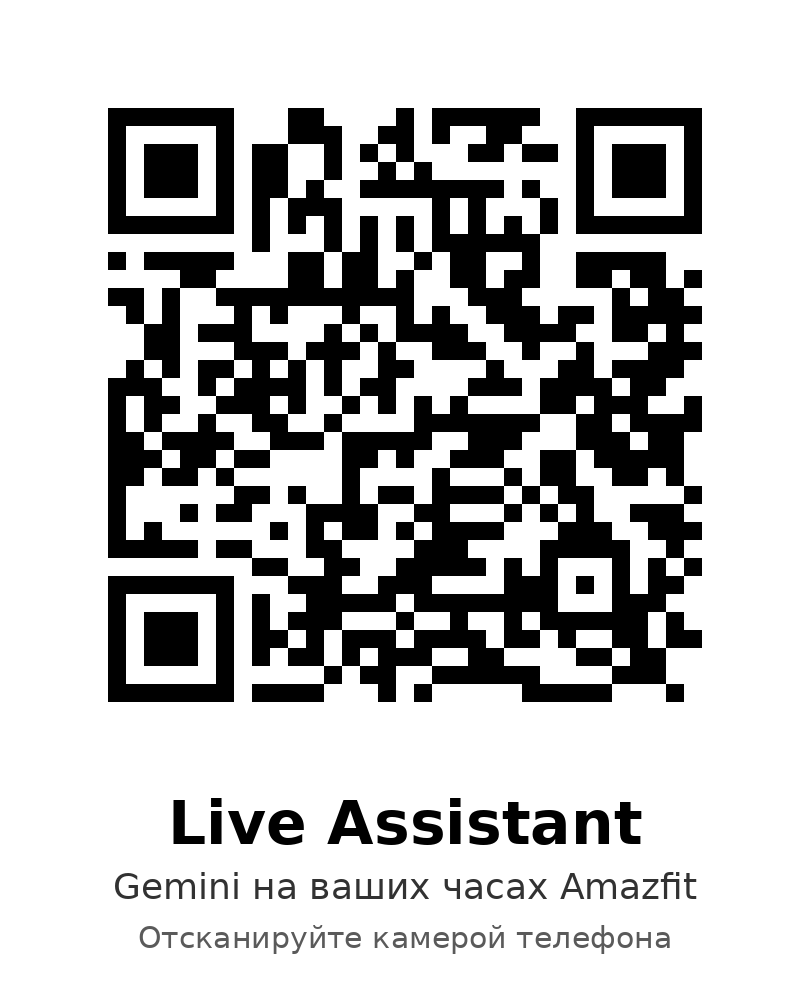 Live Assistant
Gemini на ваших часах Amazfit
Отсканируйте камерой телефона